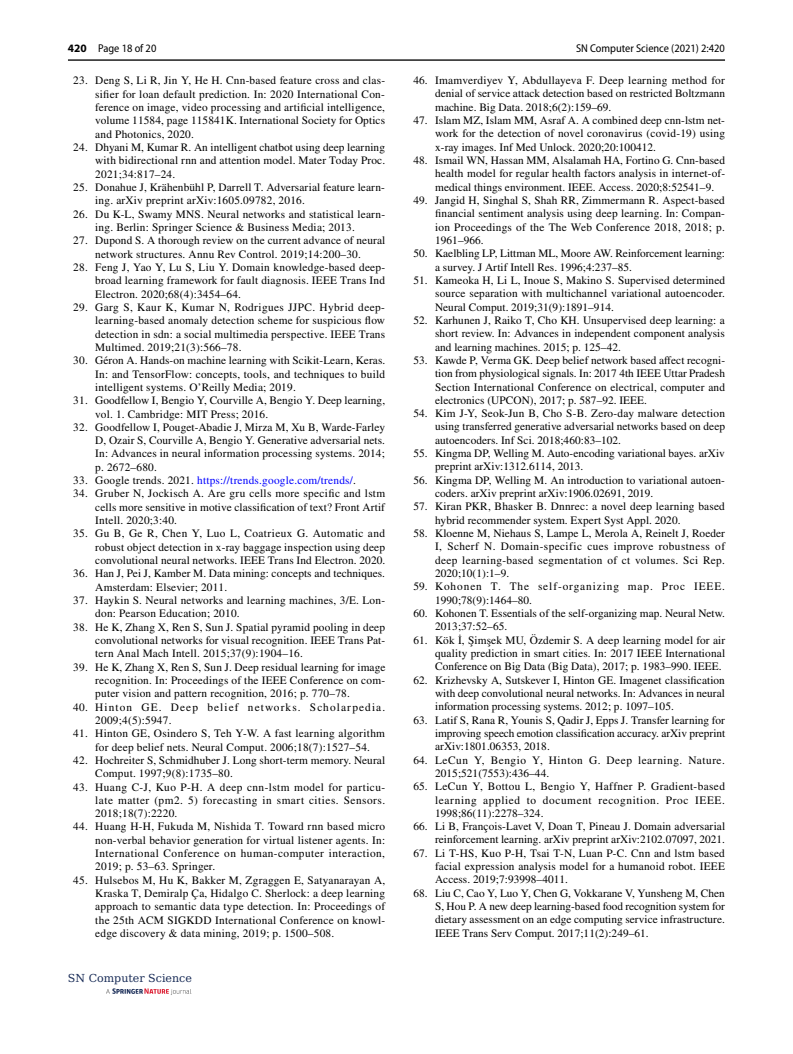 420 Page 18 of 20
SN Computer Science (2021) 2:420
23. Deng S, Li R, Jin Y, He H. Cnn-based feature cross and clas-
sifier for loan default prediction. In: 2020 International Con-
ference on image, video processing and artificial intelligence,
volume 11584, page 115841K. International Society for Optics
and Photonics, 2020.
24. Dhyani M, Kumar R. An intelligent chatbot using deep learning
with bidirectional rnn and attention model. Mater Today Proc.
2021;34:817–24.
25. Donahue J, Krähenbühl P, Darrell T. Adversarial feature learn-
ing. arXiv preprint arXiv:1605.09782, 2016.
26. Du K-L, Swamy MNS. Neural networks and statistical learn-
ing. Berlin: Springer Science & Business Media; 2013.
27. Dupond S. A thorough review on the current advance of neural
network structures. Annu Rev Control. 2019;14:200–30.
28. Feng J, Yao Y, Lu S, Liu Y. Domain knowledge-based deep-
broad learning framework for fault diagnosis. IEEE Trans Ind
Electron. 2020;68(4):3454–64.
29. Garg S, Kaur K, Kumar N, Rodrigues JJPC. Hybrid deep-
learning-based anomaly detection scheme for suspicious flow
detection in sdn: a social multimedia perspective. IEEE Trans
Multimed. 2019;21(3):566–78.
30. Géron A. Hands-on machine learning with Scikit-Learn, Keras.
In: and TensorFlow: concepts, tools, and techniques to build
intelligent systems. O'Reilly Media; 2019.
31. Goodfellow I, Bengio Y, Courville A, Bengio Y. Deep learning,
vol. 1. Cambridge: MIT Press; 2016.
32. Goodfellow I, Pouget-Abadie J, Mirza M, Xu B, Warde-Farley
D, Ozair S, Courville A, Bengio Y. Generative adversarial nets.
In: Advances in neural information processing systems. 2014;
p. 2672–680.
33. Google trends. 2021. https://trends.google.com/trends/.
34. Gruber N, Jockisch A. Are gru cells more specific and lstm
cells more sensitive in motive classification of text? Front Artif
Intell. 2020;3:40.
35. Gu B, Ge R, Chen Y, Luo L, Coatrieux G. Automatic and
robust object detection in x-ray baggage inspection using deep
convolutional neural networks. IEEE Trans Ind Electron. 2020.
36. Han J, Pei J, Kamber M. Data mining: concepts and techniques.
Amsterdam: Elsevier; 2011.
37. Haykin S. Neural networks and learning machines, 3/E. Lon-
don: Pearson Education; 2010.
38. He K, Zhang X, Ren S, Sun J. Spatial pyramid pooling in deep
convolutional networks for visual recognition. IEEE Trans Pat-
tern Anal Mach Intell. 2015;37(9):1904–16.
39. He K, Zhang X, Ren S, Sun J. Deep residual learning for image
recognition. In: Proceedings of the IEEE Conference on com-
puter vision and pattern recognition, 2016; p. 770–78.
40. Hinton GE. Deep belief networks. Scholarpedia.
2009;4(5):5947.
41. Hinton GE, Osindero S, Teh Y-W. A fast learning algorithm
for deep belief nets. Neural Comput. 2006;18(7):1527–54.
42. Hochreiter S, Schmidhuber J. Long short-term memory. Neural
Comput. 1997;9(8):1735–80.
43. Huang C-J, Kuo P-H. A deep cnn-lstm model for particu-
late matter (pm2. 5) forecasting in smart cities. Sensors.
2018;18(7):2220.
44. Huang H-H, Fukuda M, Nishida T. Toward rnn based micro
non-verbal behavior generation for virtual listener agents. In:
International Conference on human-computer interaction,
2019; p. 53–63. Springer.
45. Hulsebos M, Hu K, Bakker M, Zgraggen E, Satyanarayan A,
Kraska T, Demiralp Ça, Hidalgo C. Sherlock: a deep learning
approach to semantic data type detection. In: Proceedings of
the 25th ACM SIGKDD International Conference on knowl-
edge discovery & data mining, 2019; p. 1500–508.
46. Imamverdiyev Y, Abdullayeva F. Deep learning method for
denial of service attack detection based on restricted Boltzmann
machine. Big Data. 2018;6(2):159–69.
47. Islam MZ, Islam MM, Asraf A. A combined deep cnn-lstm net-
work for the detection of novel coronavirus (covid-19) using
x-ray images. Inf Med Unlock. 2020;20:100412.
48. Ismail WN, Hassan MM, Alsalamah HA, Fortino G. Cnn-based
health model for regular health factors analysis in internet-of-
medical things environment. IEEE. Access. 2020;8:52541–9.
49. Jangid H, Singhal S, Shah RR, Zimmermann R. Aspect-based
financial sentiment analysis using deep learning. In: Compan-
ion Proceedings of the The Web Conference 2018, 2018; p.
1961–966.
50. Kaelbling LP, Littman ML, Moore AW. Reinforcement learning:
a survey. J Artif Intell Res. 1996;4:237–85.
51. Kameoka H, Li L, Inoue S, Makino S. Supervised determined
source separation with multichannel variational autoencoder.
Neural Comput. 2019;31(9):1891–914.
52. Karhunen J, Raiko T, Cho KH. Unsupervised deep learning: a
short review. In: Advances in independent component analysis
and learning machines. 2015; p. 125–42.
53. Kawde P, Verma GK. Deep belief network based affect recogni-
tion from physiological signals. In: 2017 4th IEEE Uttar Pradesh
Section International Conference on electrical, computer and
electronics (UPCON), 2017; p. 587–92. IEEE.
54. Kim J-Y, Seok-Jun B, Cho S-B. Zero-day malware detection
using transferred generative adversarial networks based on deep
autoencoders. Inf Sci. 2018;460:83–102.
55. Kingma DP, Welling M. Auto-encoding variational bayes. arXiv
preprint arXiv:1312.6114, 2013.
56. Kingma DP, Welling M. An introduction to variational autoen-
coders. arXiv preprint arXiv:1906.02691, 2019.
57. Kiran PKR, Bhasker B. Dnnrec: a novel deep learning based
hybrid recommender system. Expert Syst Appl. 2020.
58. Kloenne M, Niehaus S, Lampe L, Merola A, Reinelt J, Roeder
I, Scherf N. Domain-specific cues improve robustness of
deep learning-based segmentation of ct volumes. Sci Rep.
2020;10(1):1–9.
59. Kohonen T. The self-organizing map. Proc IEEE.
1990;78(9):1464–80.
60. Kohonen T. Essentials of the self-organizing map. Neural Netw.
2013;37:52–65.
61. Kök İ, Şimşek MU, Özdemir S. A deep learning model for air
quality prediction in smart cities. In: 2017 IEEE International
Conference on Big Data (Big Data), 2017; p. 1983–990. IEEE.
62. Krizhevsky A, Sutskever I, Hinton GE. Imagenet classification
with deep convolutional neural networks. In: Advances in neural
information processing systems. 2012; p. 1097–105.
63. Latif S, Rana R, Younis S, Qadir J, Epps J. Transfer learning for
improving speech emotion classification accuracy. arXiv preprint
arXiv:1801.06353, 2018.
64. LeCun Y, Bengio Y, Hinton G. Deep learning. Nature.
2015;521(7553):436–44.
65. LeCun Y, Bottou L, Bengio Y, Haffner P. Gradient-based
learning applied to document recognition. Proc IEEE.
1998;86(11):2278–324.
66. Li B, François-Lavet V, Doan T, Pineau J. Domain adversarial
reinforcement learning. arXiv preprint arXiv:2102.07097, 2021.
67. Li T-HS, Kuo P-H, Tsai T-N, Luan P-C. Cnn and lstm based
facial expression analysis model for a humanoid robot. IEEE
Access. 2019;7:93998–4011.
68. Liu C, Cao Y, Luo Y, Chen G, Vokkarane V, Yunsheng M, Chen
S, Hou P. A new deep learning-based food recognition system for
dietary assessment on an edge computing service infrastructure.
IEEE Trans Serv Comput. 2017;11(2):249–61.
SN Computer Science
A SPRINGER NATURE journal